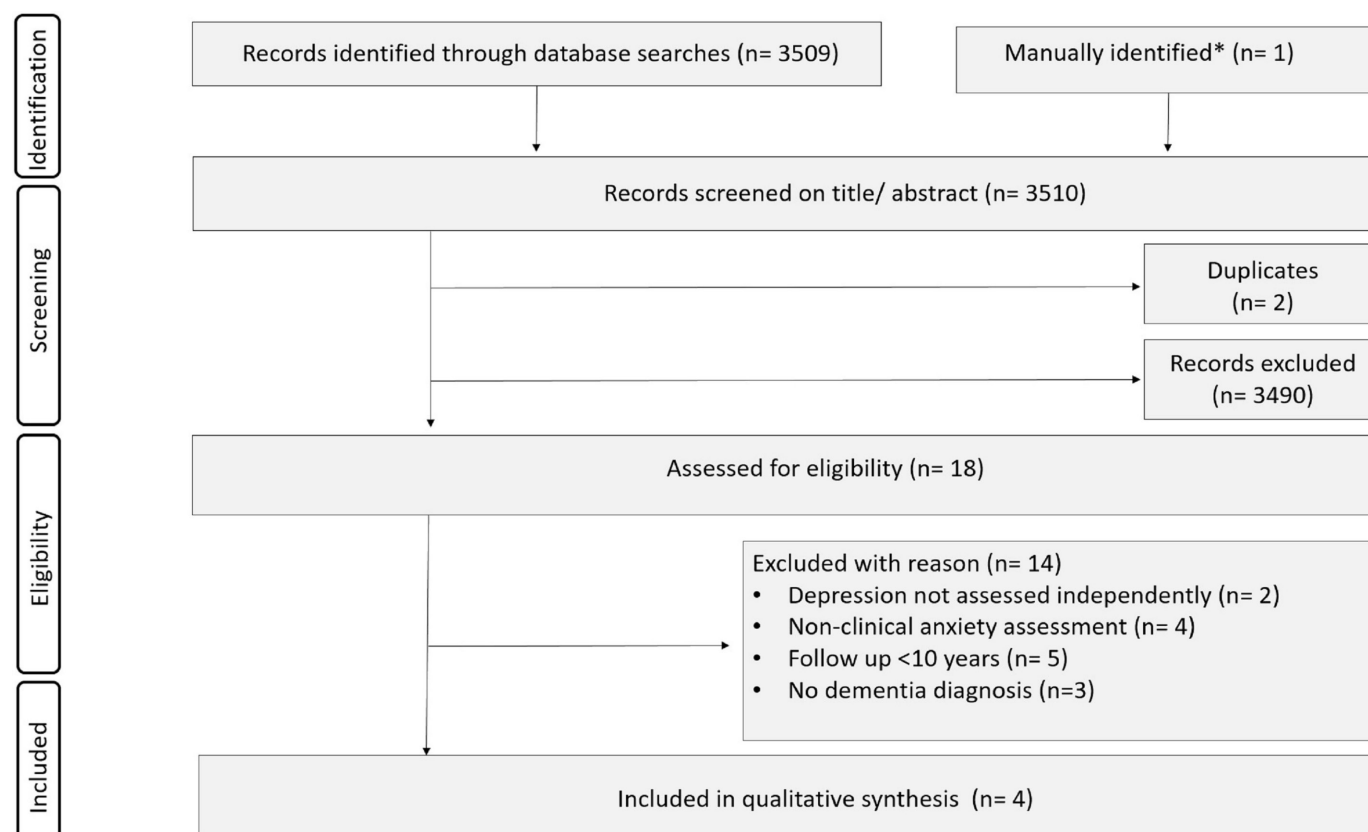 Identification
Records identified through database searches (n= 3509)
Manually identified* (n= 1)
Screening
Records screened on title/ abstract (n= 3510)
Duplicates
(n= 2)
Records excluded
(n= 3490)
Eligibility
Assessed for eligibility (n= 18)
Excluded with reason (n= 14)
• Depression not assessed independently (n= 2)
• Non-clinical anxiety assessment (n= 4)
• Follow up <10 years (n= 5)
• No dementia diagnosis (n=3)
Included
Included in qualitative synthesis (n= 4)